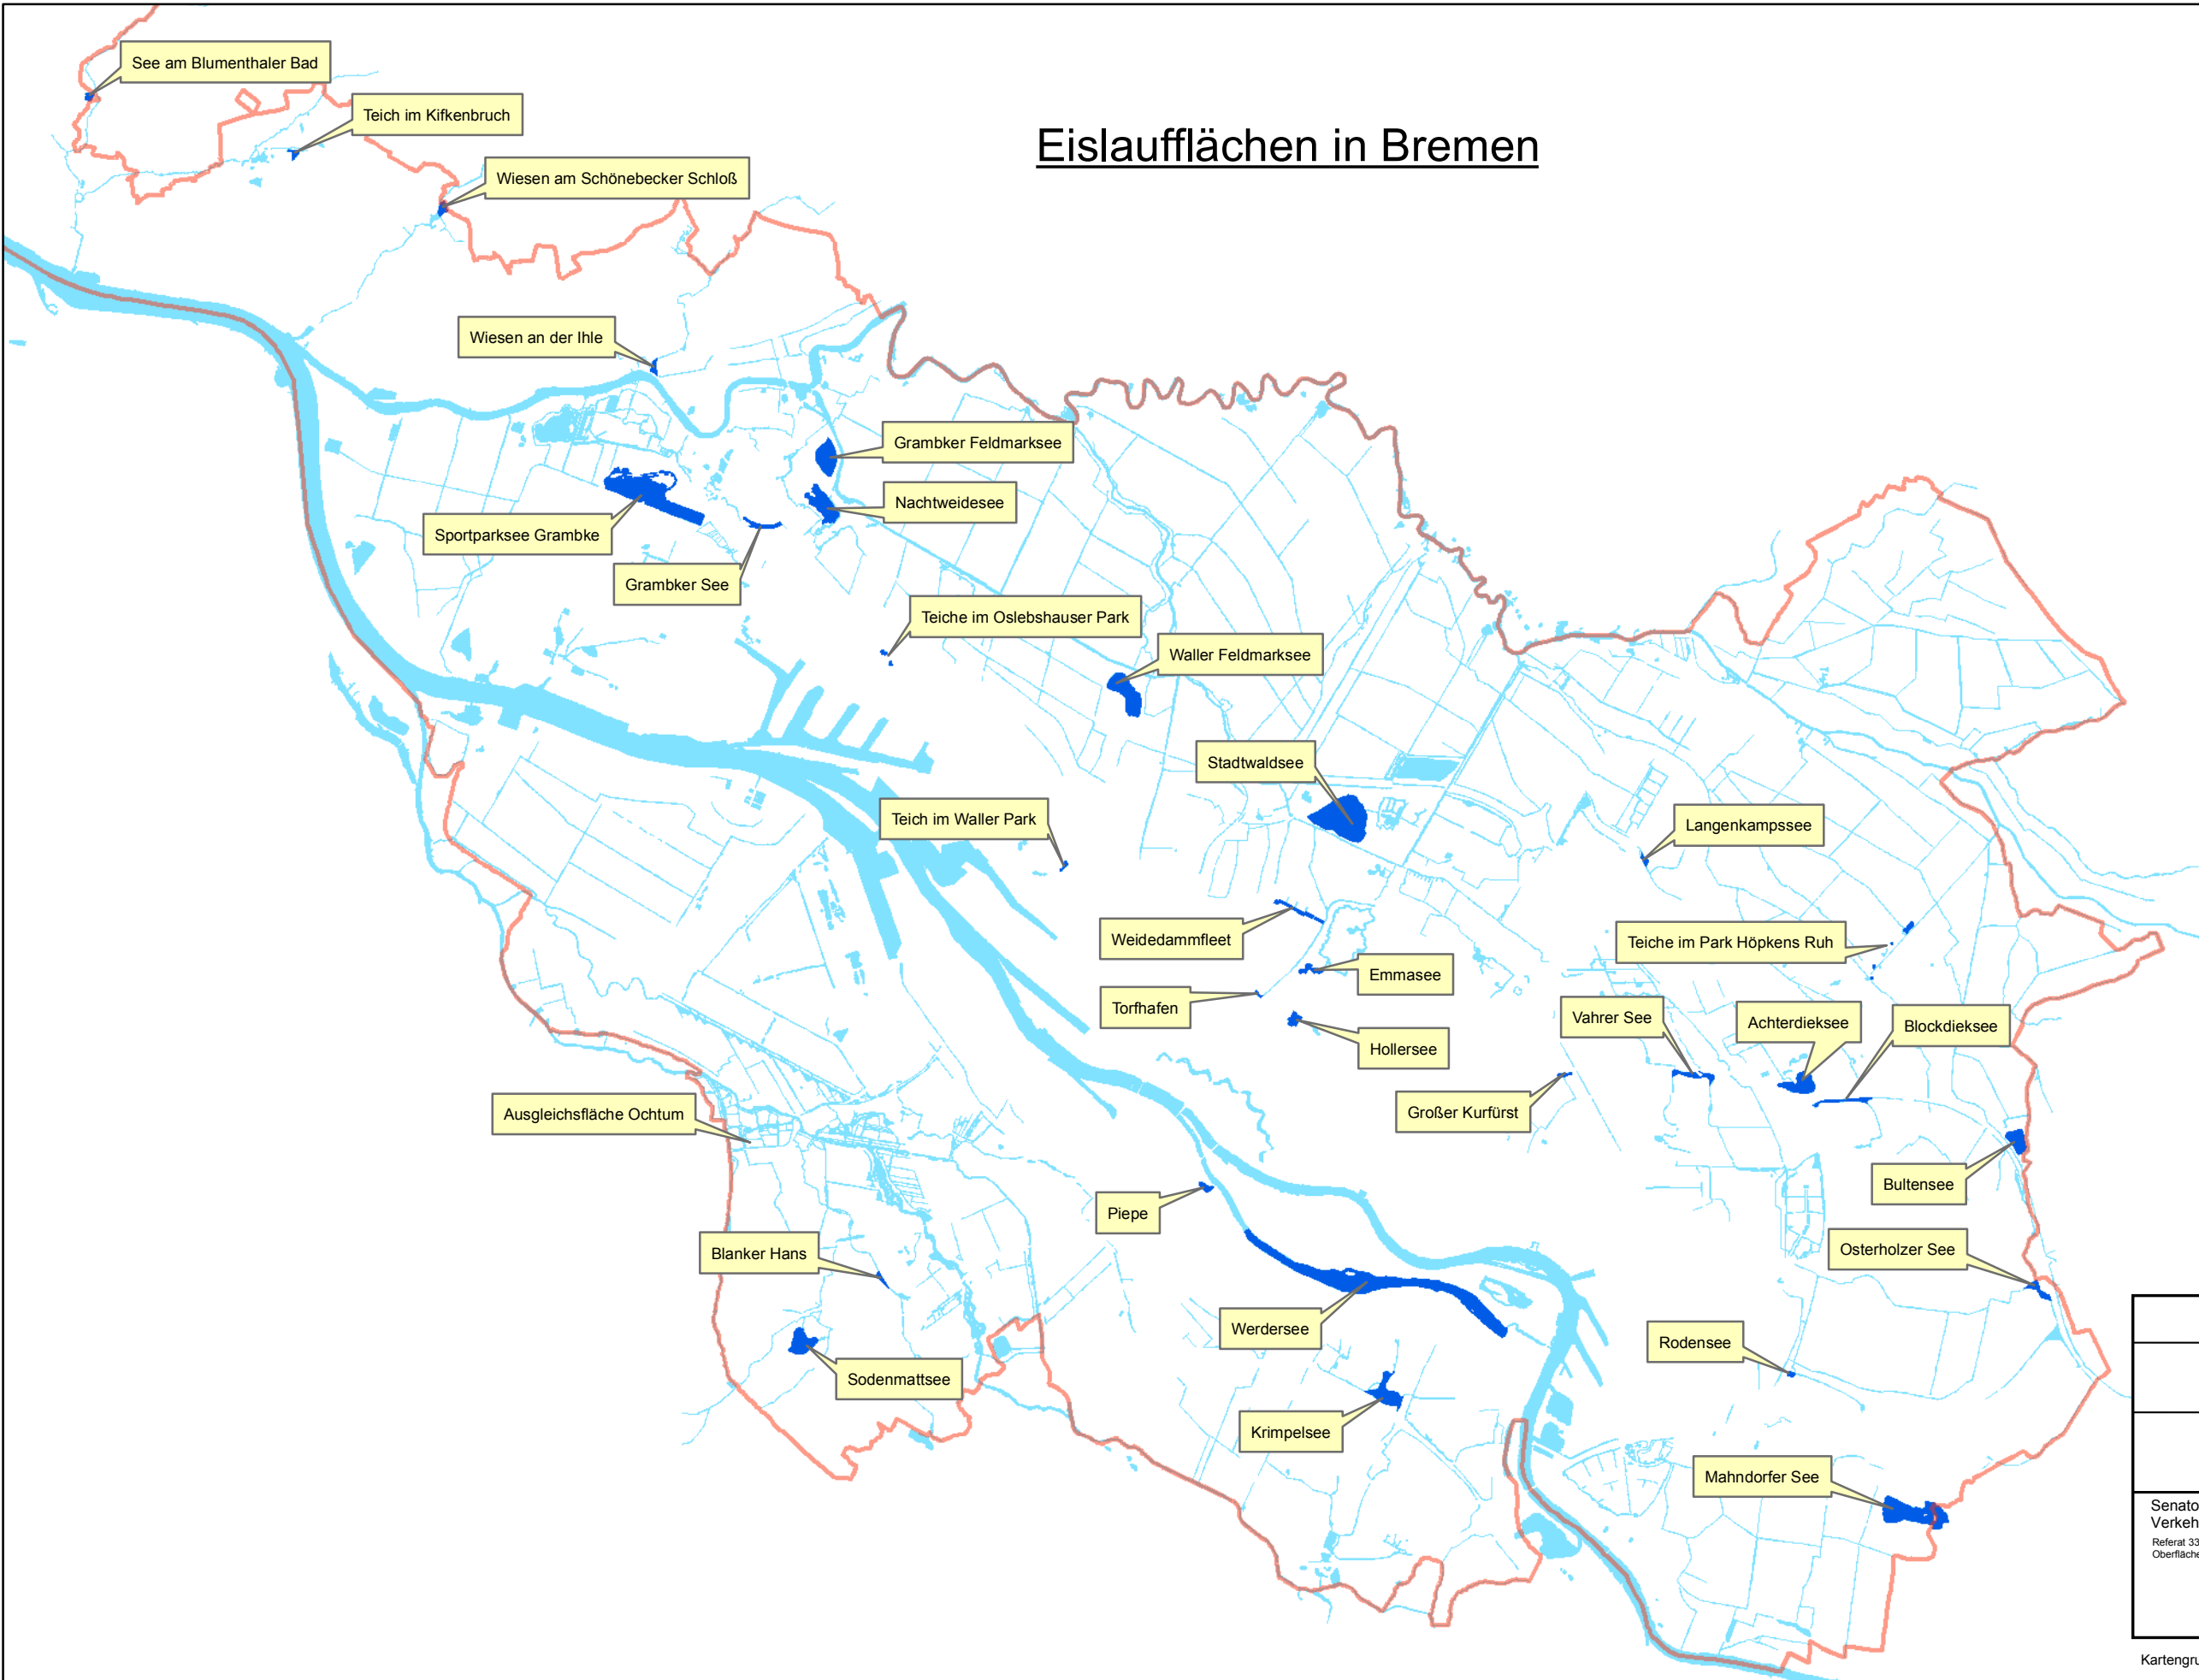 Eislaufflächen in Bremen
See am Blumenthaler Bad
Teich im Kifkenbruch
Wiesen am Schönebecker Schloß
Wiesen an der Ihle
Grambker Feldmarksee
Nachtweidesee
Sportparksee Grambke
Grambker See
Teiche im Oslebshauser Park
Waller Feldmarksee
Stadtwaldsee
Teich im Waller Park
Langenkampssee
Weidedammfleet
Teiche im Park Höpkens Ruh
Emmasee
Torfhafen
Vahrer See
Achterdieksee
Blockdieksee
Hollersee
Großer Kurfürst
Ausgleichsfläche Ochtum
Bultensee
Piepe
Blanker Hans
Osterholzer See
Werdersee
Rodensee
Sodenmattsee
Krimpelsee
Mahndorfer See
Senato
Verkeh
Referat 33
Oberfläche
Kartengru